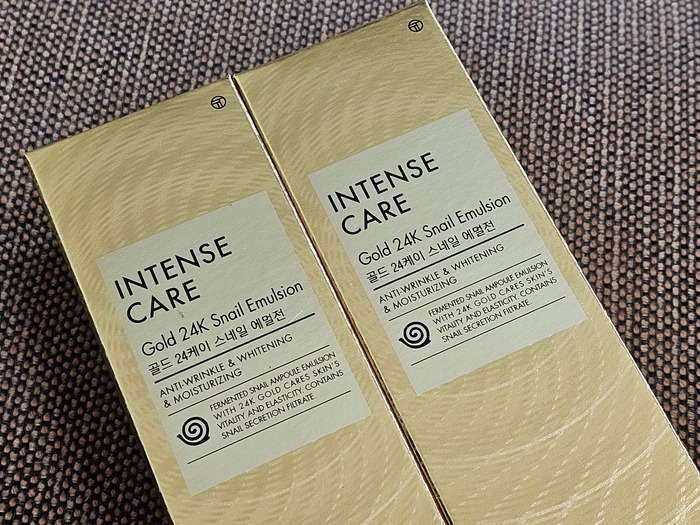 INTENSE
CARE
Gold 24K Snail Emulsion
골드 24케이 스네일 에멀전
ANTI-WRINKLE & WHITENING
& MOISTURIZING
FERMENTED SNAIL AMPOULE EMULSION
WITH 24K GOLD CARES SKIN'S
VITALITY AND ELASTICITY. CONTAINS
SNAIL SECRETION FILTRATE.
INTENSE
CARE
Gold 24K Snail Emulsion
골드 24케이 스네일 에멀전
ANTI-WRINKLE & WHITENING
& MOISTURIZING
FERMENTED SNAIL AMPOULE EMULSION
WITH 24K GOLD CARES SKIN'S
VITALITY AND ELASTICITY. CONTAINS
SNAIL SECRETION FILTRATE.